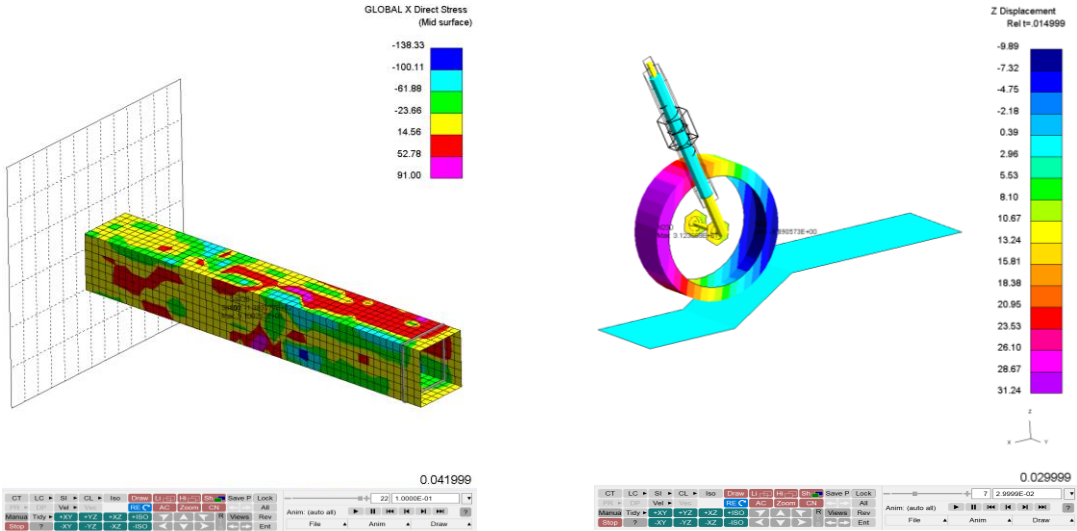 GLOBAL X Direct Stress
(Mid surface)
-138.33
-100.11
-61.88
-23.66
14.56
52.78
91.00
0.041999
CT LC SI CL Iso Draw Sh Save P Lock
PR DP Vel RE AC Zoom CN All
Manua Tidy +XY +YZ +XZ +ISO R Views Rev
Stop ? -XY -YZ -XZ -ISO Ent
22 1.0000E-01
Anim: (auto all) ?
File Anim Draw
Z Displacement
Rel t=.014999
-9.89
-7.32
-4.75
-2.18
0.39
2.96
5.53
8.10
10.67
13.24
15.81
18.38
20.95
23.53
26.10
28.67
31.24
Z
X Y
0.029999
CT LC SI CL Iso Draw Sh Save P Lock
PR DP Vel RE AC Zoom CN All
Manua Tidy +XY +YZ +XZ +ISO R Views Rev
Stop ? -XY -YZ -XZ -ISO Ent
7 2.9999E-02
Anim: (auto all) ?
File Anim Draw